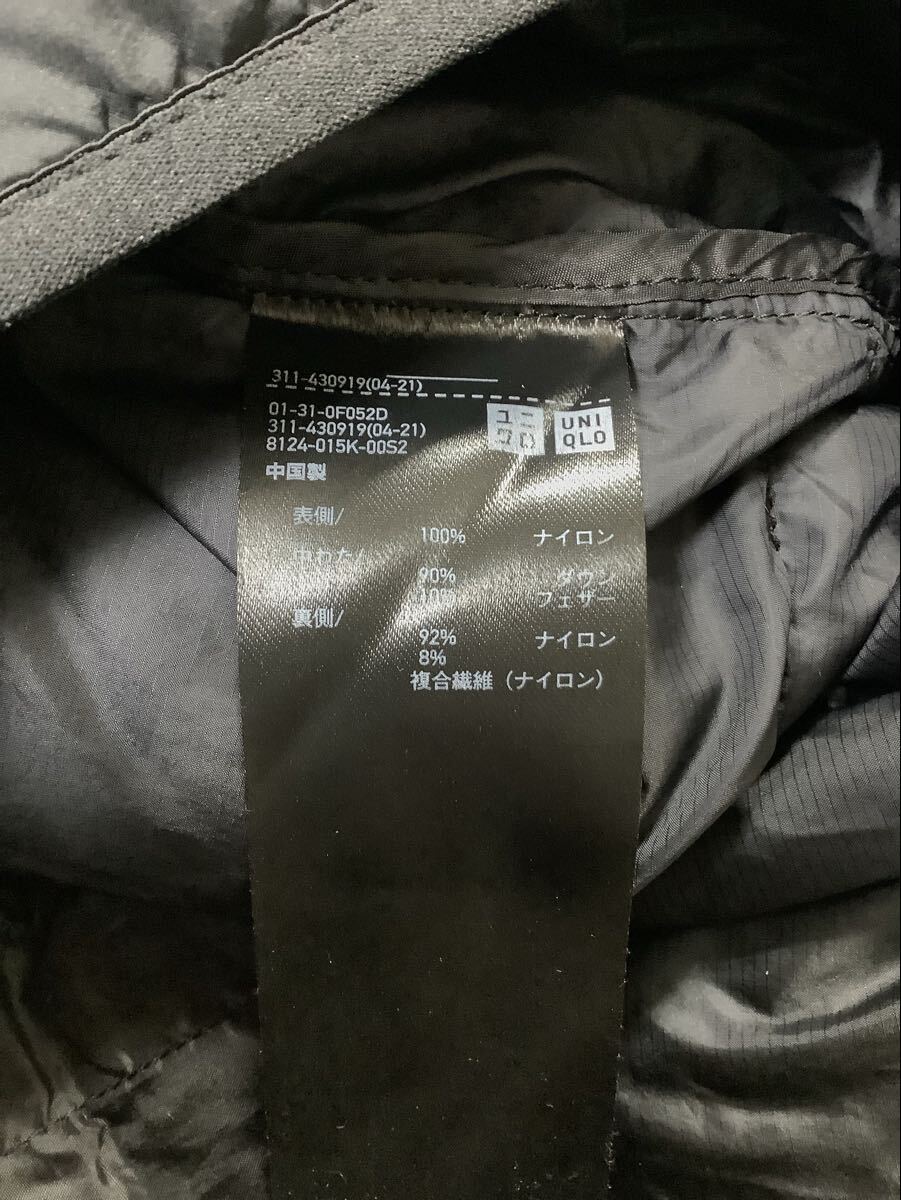 311-430919(04-21)
01-31-0F052D
311-430919(04-21)
8124-015K-00S2
ユニ
クロ
UNI
QLO
中国製
表側/
100% ナイロン
中わた/
90% ダウン
10% フェザー
裏側/
92% ナイロン
8%
複合繊維（ナイロン）